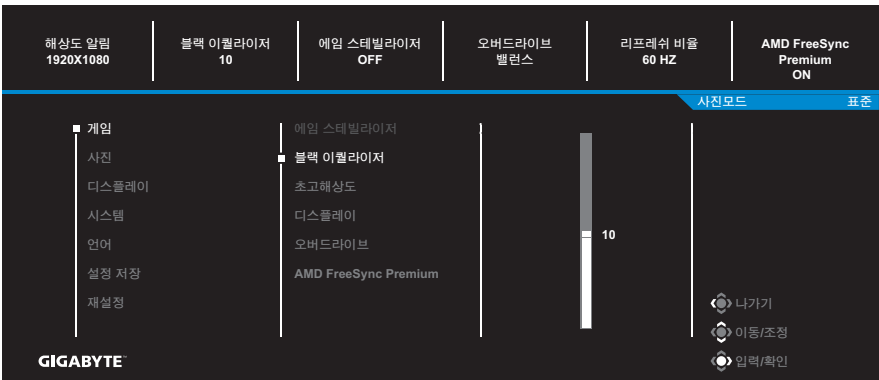 해상도 알림
1920X1080
블랙 이퀄라이저
10
에임 스테빌라이저
OFF
오버드라이브
밸런스
리프레쉬 비율
60 HZ
AMD FreeSync
Premium
ON
사진모드 표준
게임
사진
디스플레이
시스템
언어
설정 저장
재설정
에임 스테빌라이저
블랙 이퀄라이저
초고해상도
디스플레이
오버드라이브
AMD FreeSync Premium
10
나가기
이동/조정
입력/확인
GIGABYTE™